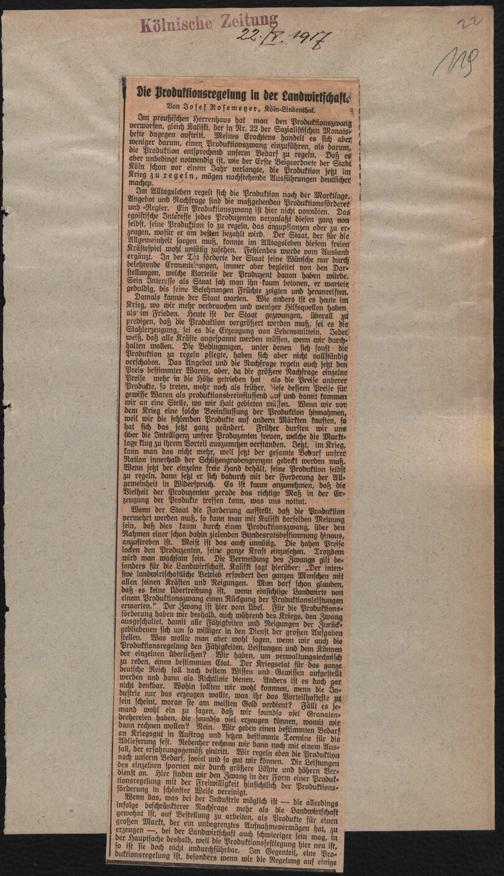 Kölnische Zeitung
22./V. 1917
22
119
Die Produktionsregelung in der Landwirtschaft.
Von Josef Rosemeyer, Köln-Lindenthal.
Im preußischen Herrenhaus hat man den Produktionszwang
verworfen, gleich Kaliski, der in Nr. 22 der Sozialistischen Monats-
hefte dagegen auftritt. Meines Erachtens handelt es sich aber
weniger darum, einen Produktionszwang einzuführen, als darum,
die Produktion entsprechend unserm Bedarf zu regeln. Daß es
aber unbedingt notwendig ist, wie der Erste Beigeordnete der Stadt
Köln schon vor einem Jahr verlangte, die Produktion jetzt im
Krieg zu regeln, mögen nachstehende Ausführungen deutlicher
machen.
Im Alltagsleben regelt sich die Produktion nach der Marktlage.
Angebot und Nachfrage sind die maßgebenden Produktionsförderer
und -Regler. Ein Produktionszwang ist hier nicht vonnöten. Das
egoistische Interesse jedes Produzenten veranlaßt diesen ganz von
selbst, seine Produktion so zu regeln, das anzupflanzen oder zu er-
zeugen, wofür er am besten bezahlt wird. Der Staat, der für die
Allgemeinheit sorgen muß, konnte im Alltagsleben diesem freien
Kräftespiel wohl untätig zusehen. Fehlendes wurde vom Ausland
ergänzt. In der Tat förderte der Staat seine Wünsche nur durch
belehrende Ermunterungen, immer aber begleitet von den Dar-
stellungen, welche Vorteile der Produzent davon haben würde.
Sein Interesse als Staat sah man ihn kaum betonen, er wartete
geduldig, bis seine Belehrungen Früchte zeigten und heranreiften.
Damals konnte der Staat warten. Wie anders ist es heute im
Krieg, wo wir mehr verbrauchen und weniger Hilfsquellen haben
als im Frieden. Heute ist der Staat gezwungen, überall zu
predigen, daß die Produktion vergrößert werden muß, sei es die
Stahlerzeugung, sei es die Erzeugung von Lebensmitteln. Jeder
weiß, daß alle Kräfte angespannt werden müssen, wenn wir durch-
halten wollen. Die Bedingungen, unter denen sich sonst die
Produktion zu regeln pflegte, haben sich aber nicht vollständig
verschoben. Das Angebot und die Nachfrage regeln auch jetzt den
Preis bestimmter Waren, aber, da die größere Nachfrage einzelne
Preise mehr in die Höhe getrieben hat als die Preise anderer
Produkte, so treten, mehr noch als früher, diese bessern Preise für
gewisse Waren als produktionsbeeinflussend auf und damit kommen
wir an eine Stelle, wo wir Halt gebieten müssen. Wenn wir vor
dem Krieg eine solche Beeinflussung der Produktion hinnahmen,
weil wir die fehlenden Produkte auf andern Märkten kauften, so
hat sich das jetzt ganz geändert. Früher durften wir uns
über die Intelligenz unsrer Produzenten freuen, welche die Markt-
lage klug zu ihrem Vorteil auszunutzen verstanden. Jetzt, im Krieg,
kann man das nicht mehr, weil jetzt der gesamte Bedarf unsrer
Nation innerhalb der Schützengrabengrenzen gedeckt werden muß.
Wenn jetzt der einzelne freie Hand behält, seine Produktion selbst
zu regeln, dann setzt er sich dadurch mit der Forderung der All-
gemeinheit in Widerspruch. Es ist kaum anzunehmen, daß die
Vielheit der Produzenten gerade das richtige Maß in der Er-
zeugung der Produkte treffen kann, was uns nottut.
Wenn der Staat die Forderung aufstellt, daß die Produktion
vermehrt werden muß, so kann man mit Kaliski derselben Meinung
sein, daß dies kaum durch einen Produktionszwang, über den
Rahmen einer schon dahin zielenden Bundesratsbestimmung hinaus,
anzustreben ist. Meist ist das auch unnötig. Die hohen Preise
locken den Produzenten, seine ganze Kraft einzusetzen. Trotzdem
wird man wachsam sein. Die Vermeidung des Zwangs gilt be-
sonders für die Landwirtschaft. Kaliski sagt hierüber: „Der inten-
sive landwirtschaftliche Betrieb erfordert den ganzen Menschen mit
allen seinen Kräften und Neigungen. Man darf schon glauben,
daß es keine Übertreibung ist, wenn einsichtige Landwirte von
einem Produktionszwang einen Rückgang der Produktionsleistungen
erwarten.“ Der Zwang ist hier vom Übel. Für die Produktions-
förderung haben wir deshalb, auch während des Kriegs, den Zwang
ausgeschaltet, damit alle Fähigkeiten und Neigungen der Zurück-
gebliebenen sich um so williger in den Dienst der großen Aufgaben
stellen. Was wollte man aber wohl sagen, wenn wir auch die
Produktionsregelung den Fähigkeiten, Leistungen und dem Können
der einzelnen überließen? Wir haben, um verwaltungstechnisch
zu reden, einen bestimmten Etat. Der Kriegsetat für das ganze
deutsche Reich soll nach bestem Wissen und Gewissen aufgestellt
werden und dann als Richtlinie dienen. Anders ist es doch gar
nicht denkbar. Wohin sollten wir wohl kommen, wenn die In-
dustrie nur das erzeugen wollte, was ihr das Vorteilhafteste zu
sein scheint, woran sie am meisten Geld verdient? Fällt es je-
mand wohl ein zu sagen, daß wir soundso viel Granaten-
drehereien haben, die soundso viel erzeugen können, womit wir
dann rechnen wollen? Nein. Wir geben einen bestimmten Bedarf
an Kriegsgut in Auftrag und setzen bestimmte Termine für die
Ablieferung fest. Nebenher rechnen wir dann noch mit einem Aus-
fall, der erfahrungsgemäß eintritt. Wir regeln eben die Produktion
nach unserm Bedarf, soviel und so gut wir können. Die Leistungen
des einzelnen spornen wir durch größere Löhne und höhern Ver-
dienst an. Hier finden wir den Zwang in der Form einer Produk-
tionsregelung mit der Freiwilligkeit hinsichtlich der Produktions-
förderung in schönster Weise vereinigt.
Wenn das, was bei der Industrie möglich ist — die allerdings
infolge beschränkterer Nachfrage mehr als die Landwirtschaft
gewohnt ist, auf Bestellung zu arbeiten, als Produkte für einen
großen Markt, der ein unbegrenztes Aufnahmevermögen hat, zu
erzeugen —, bei der Landwirtschaft auch schwieriger sein mag, in
der Hauptsache deshalb, weil die Produktionsfestlegung hier neu ist,
so ist sie doch nicht undurchführbar. Im Gegenteil, eine Pro-
duktionsregelung ist, besonders wenn wir die Regelung auf einige